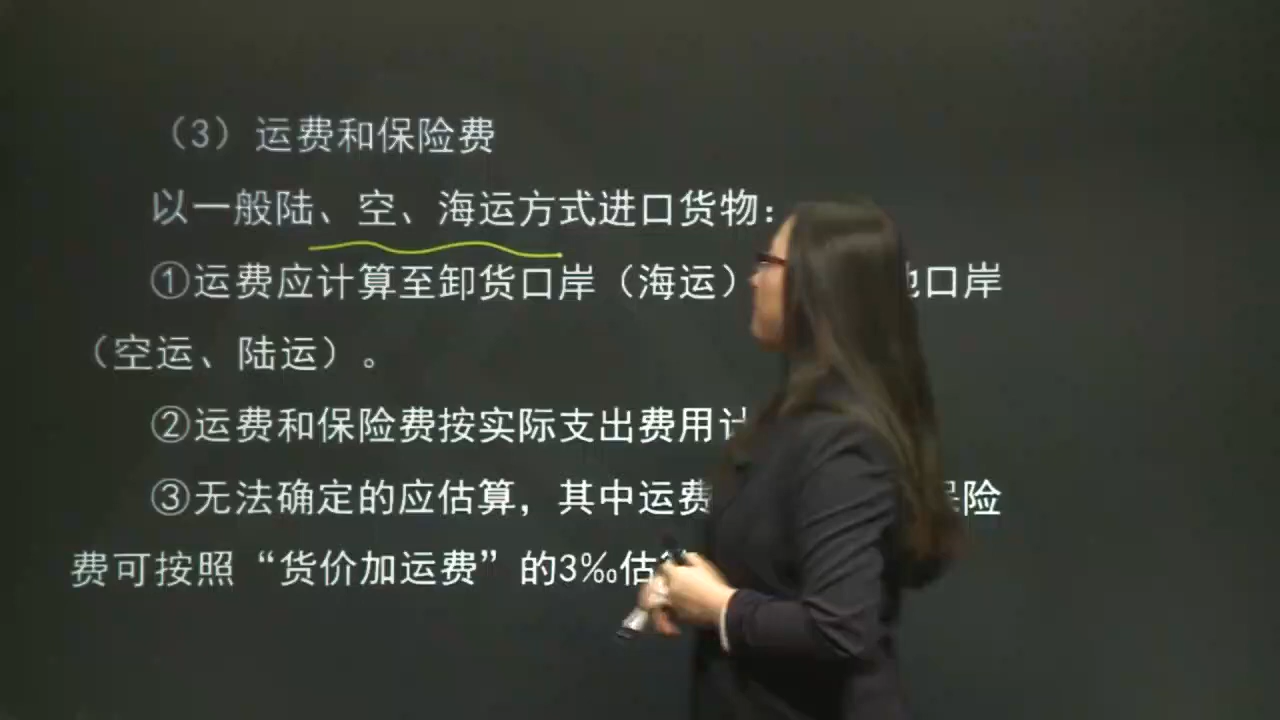 （3）运费和保险费
以一般陆、空、海运方式进口货物：
①运费应计算至卸货口岸（海运） 口岸
（空运、陆运）。
②运费和保险费按实际支出费用
③无法确定的应估算，其中运费 险
费可按照“货价加运费”的3‰估